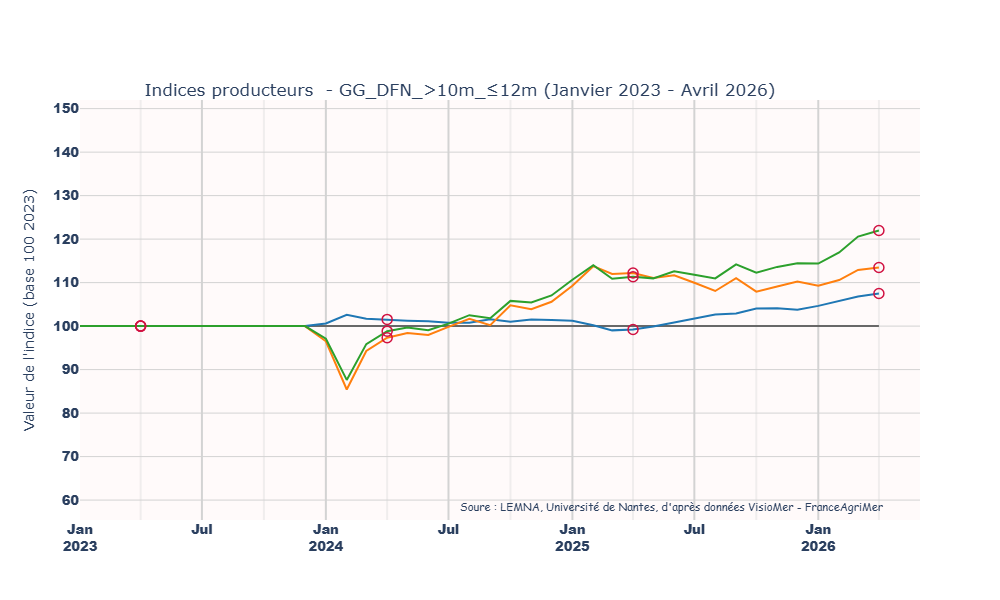 Indices producteurs  - GG_DFN_>10m_≤12m (Janvier 2023 - Avril 2026)
Valeur de l'indice (base 100 2023)
150
140
130
120
110
100
90
80
70
60
Soure : LEMNA, Université de Nantes, d'après données VisioMer - FranceAgriMer
Jan Jul Jan Jul Jan Jul Jan
2023 2024 2025 2026